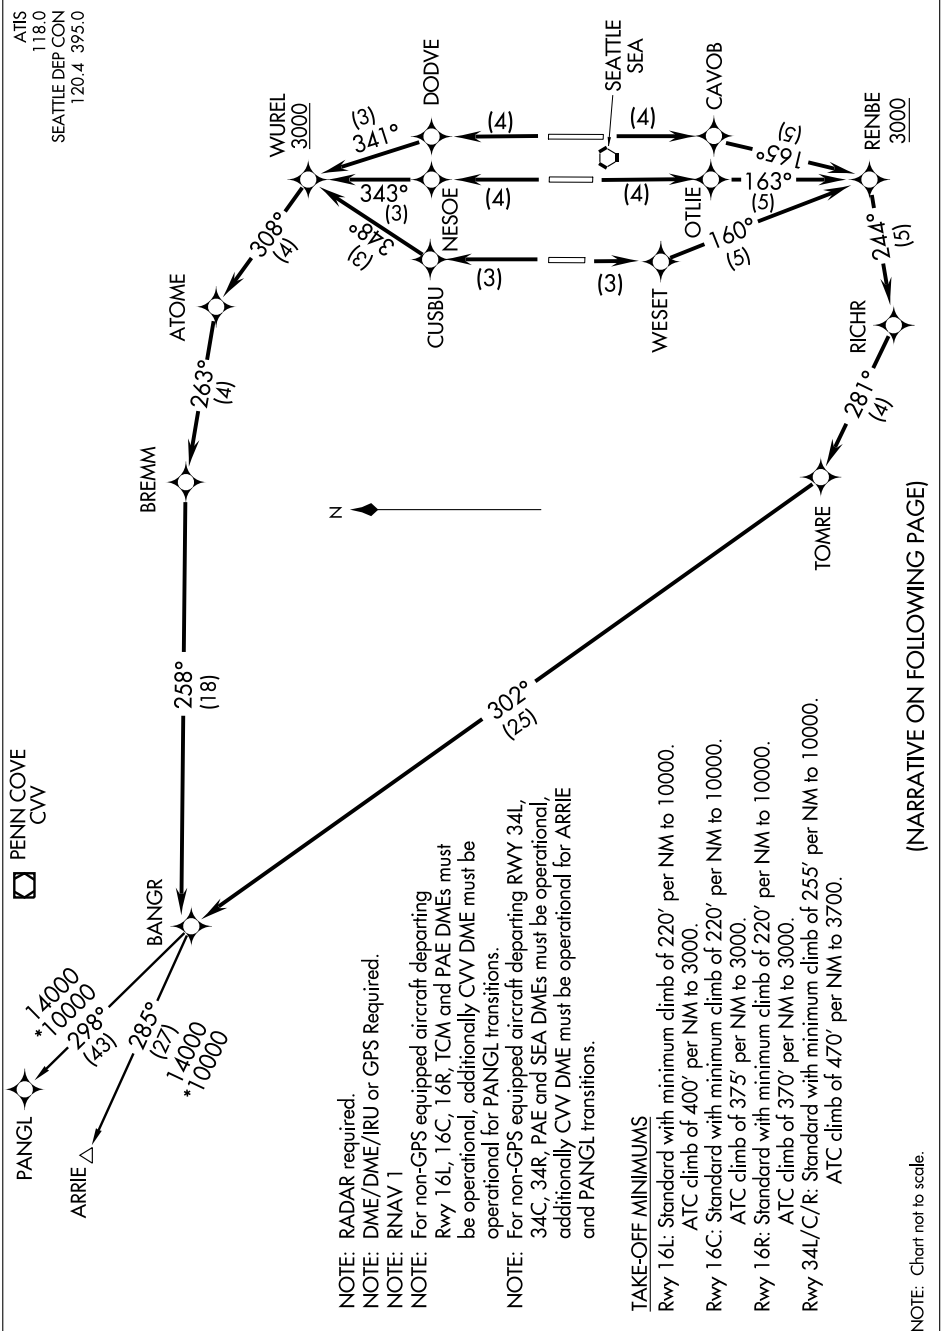 ATIS
118.0
SEATTLE DEP CON
120.4 395.0
PENN COVE
CVV
PANGL
14000
*10000
298°
(43)
ARRIE
285°
(27)
14000
*10000
BANGR
258°
(18)
BREMM
263°
(4)
ATOME
308°
(4)
WUREL
3000
341°
(3)
343°
(3)
348°
(3)
DODVE
NESOE
CUSBU
(4)
(4)
(3)
N
SEATTLE
SEA
(4)
(4)
(3)
CAVOB
OTLIE
WESET
165°
(5)
163°
(5)
160°
(5)
RENBE
3000
244°
(5)
RICHR
281°
(4)
TOMRE
302°
(25)
NOTE: RADAR required.
NOTE: DME/DME/IRU or GPS Required.
NOTE: RNAV 1
NOTE: For non-GPS equipped aircraft departing
Rwy 16L, 16C, 16R, TCM and PAE DMEs must
be operational, additionally CVV DME must be
operational for PANGL transitions.
NOTE: For non-GPS equipped aircraft departing RWY 34L,
34C, 34R, PAE and SEA DMEs must be operational,
additionally CVV DME must be operational for ARRIE
and PANGL transitions.
TAKE-OFF MINIMUMS
Rwy 16L: Standard with minimum climb of 220' per NM to 10000.
ATC climb of 400' per NM to 3000.
Rwy 16C: Standard with minimum climb of 220' per NM to 10000.
ATC climb of 375' per NM to 3000.
Rwy 16R: Standard with minimum climb of 220' per NM to 10000.
ATC climb of 370' per NM to 3000.
Rwy 34L/C/R: Standard with minimum climb of 255' per NM to 10000.
ATC climb of 470' per NM to 3700.
(NARRATIVE ON FOLLOWING PAGE)
NOTE: Chart not to scale.